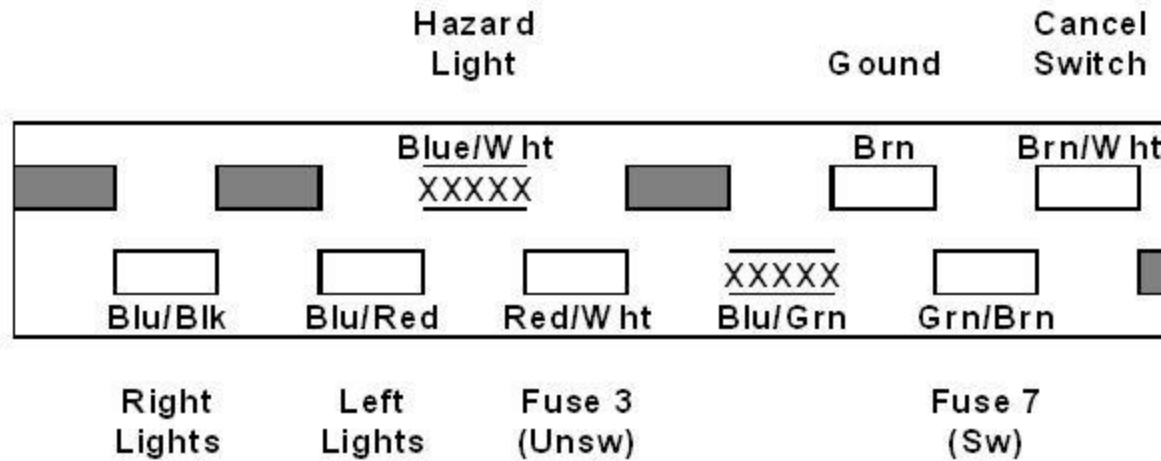 Hazard Cancel
Light Gound Switch
Blue/Wht Brn Brn/Wht
XXXXX
XXXXX
Blu/Blk Blu/Red Red/Wht Blu/Grn Grn/Brn
Right Left Fuse 3 Fuse 7
Lights Lights (Unsw) (Sw)